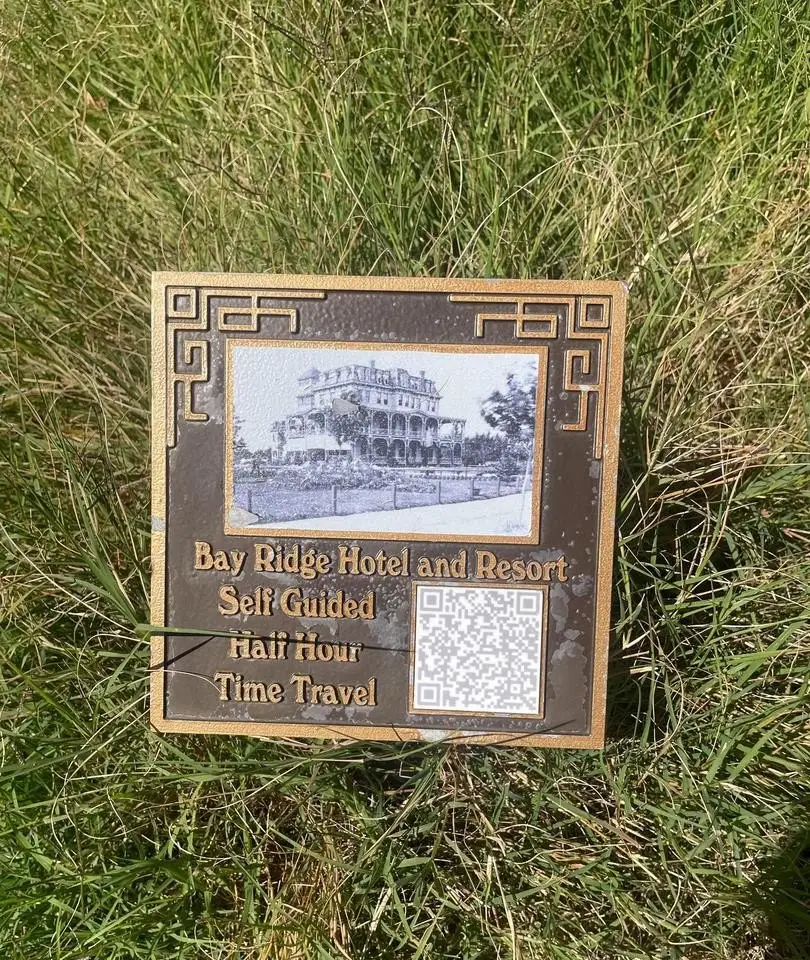 Bay Ridge Hotel and Resort
Self Guided
Half Hour
Time Travel